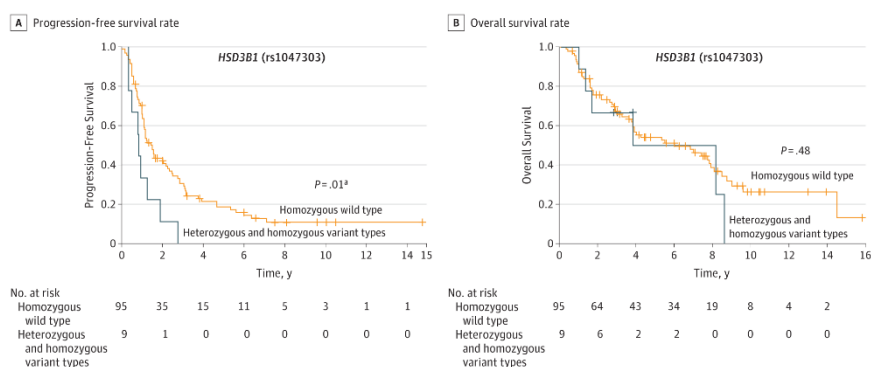 A Progression-free survival rate
HSD3B1 (rs1047303)
Progression-Free Survival
1.0
0.8
0.6
0.4
0.2
0
P = .01a
Homozygous wild type
Heterozygous and homozygous variant types
0 2 4 6 8 10 12 14 15
Time, y
No. at risk
Homozygous wild type 95 35 15 11 5 3 1 1
Heterozygous and homozygous variant types 9 1 0 0 0 0 0 0
B Overall survival rate
HSD3B1 (rs1047303)
Overall Survival
1.0
0.8
0.6
0.4
0.2
0
P = .48
Homozygous wild type
Heterozygous and
homozygous variant types
0 2 4 6 8 10 12 14 16
Time, y
No. at risk
Homozygous wild type 95 64 43 34 19 8 4 2
Heterozygous and homozygous variant types 9 6 2 2 0 0 0 0